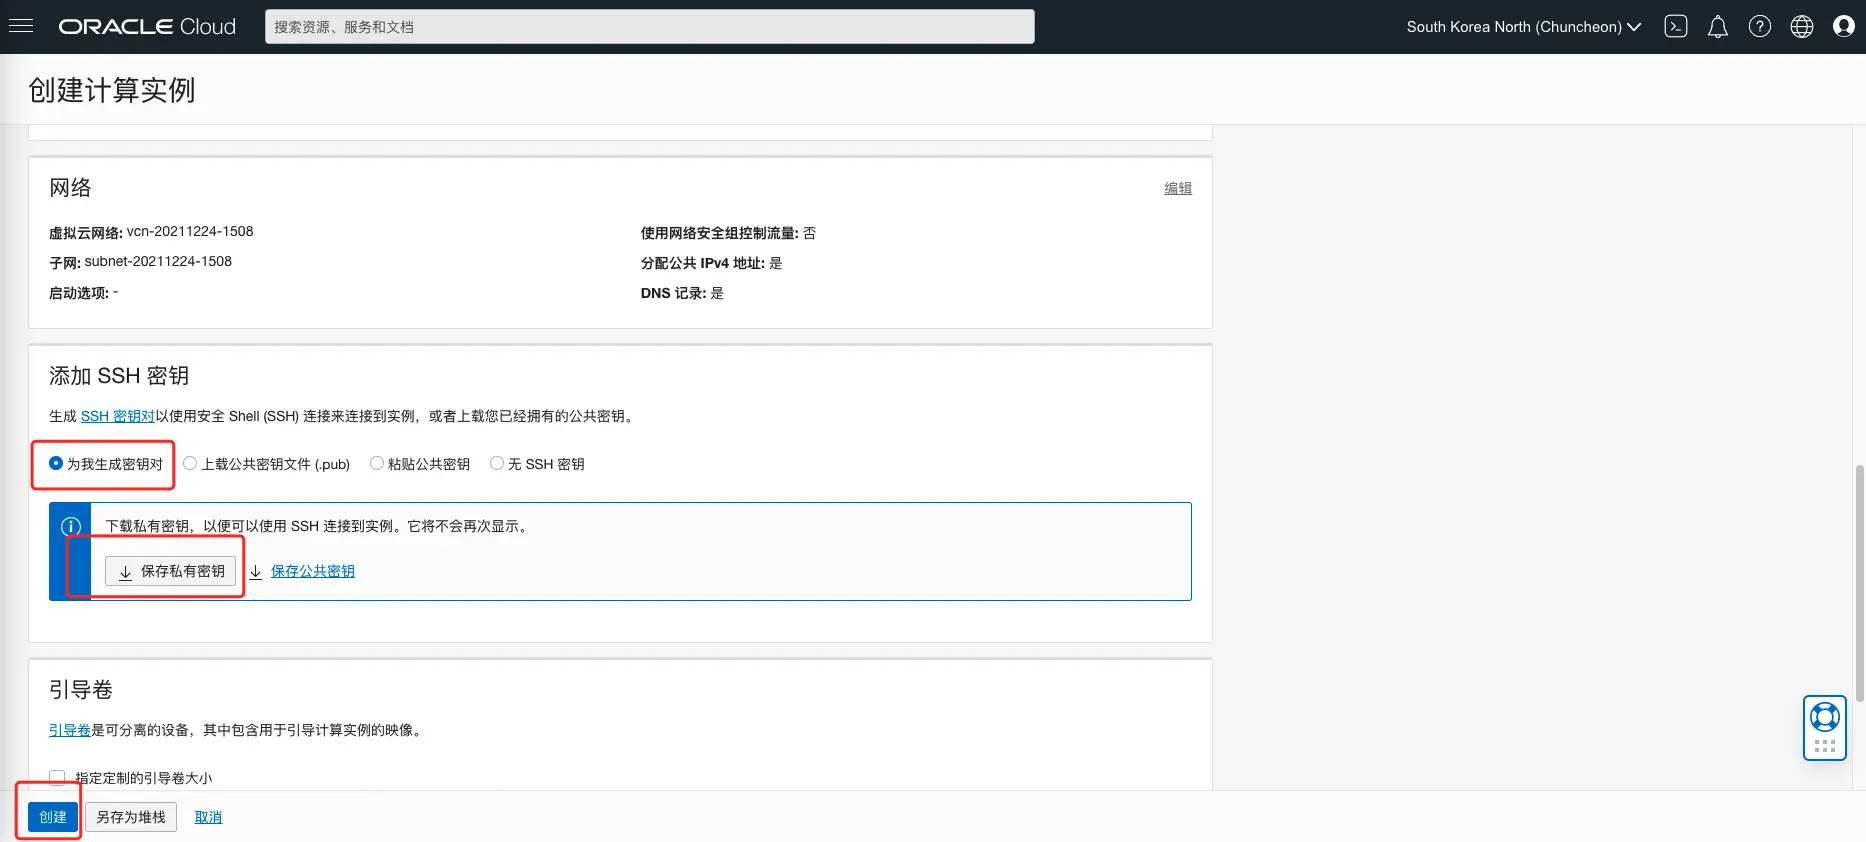 ORACLE Cloud
搜索资源、服务和文档
South Korea North (Chuncheon)
创建计算实例
网络
编辑
虚拟云网络: vcn-20211224-1508
使用网络安全组控制流量: 否
子网: subnet-20211224-1508
分配公共 IPv4 地址: 是
启动选项: -
DNS 记录: 是
添加 SSH 密钥
生成 SSH 密钥对以使用安全 Shell (SSH) 连接来连接到实例，或者上载您已经拥有的公共密钥。
为我生成密钥对 上载公共密钥文件 (.pub) 粘贴公共密钥 无 SSH 密钥
下载私有密钥，以便可以使用 SSH 连接到实例。它将不会再次显示。
保存私有密钥 保存公共密钥
引导卷
引导卷是可分离的设备，其中包含用于引导计算实例的映像。
指定定制的引导卷大小
创建 另存为堆栈 取消